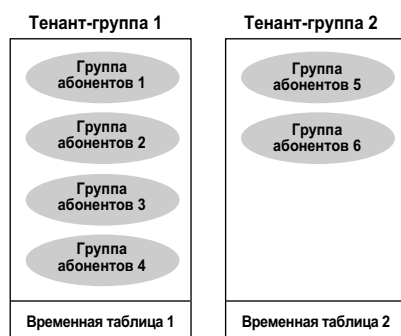 Тенант-группа 1
Группа
абонентов 1
Группа
абонентов 2
Группа
абонентов 3
Группа
абонентов 4
Временная таблица 1
Тенант-группа 2
Группа
абонентов 5
Группа
абонентов 6
Временная таблица 2